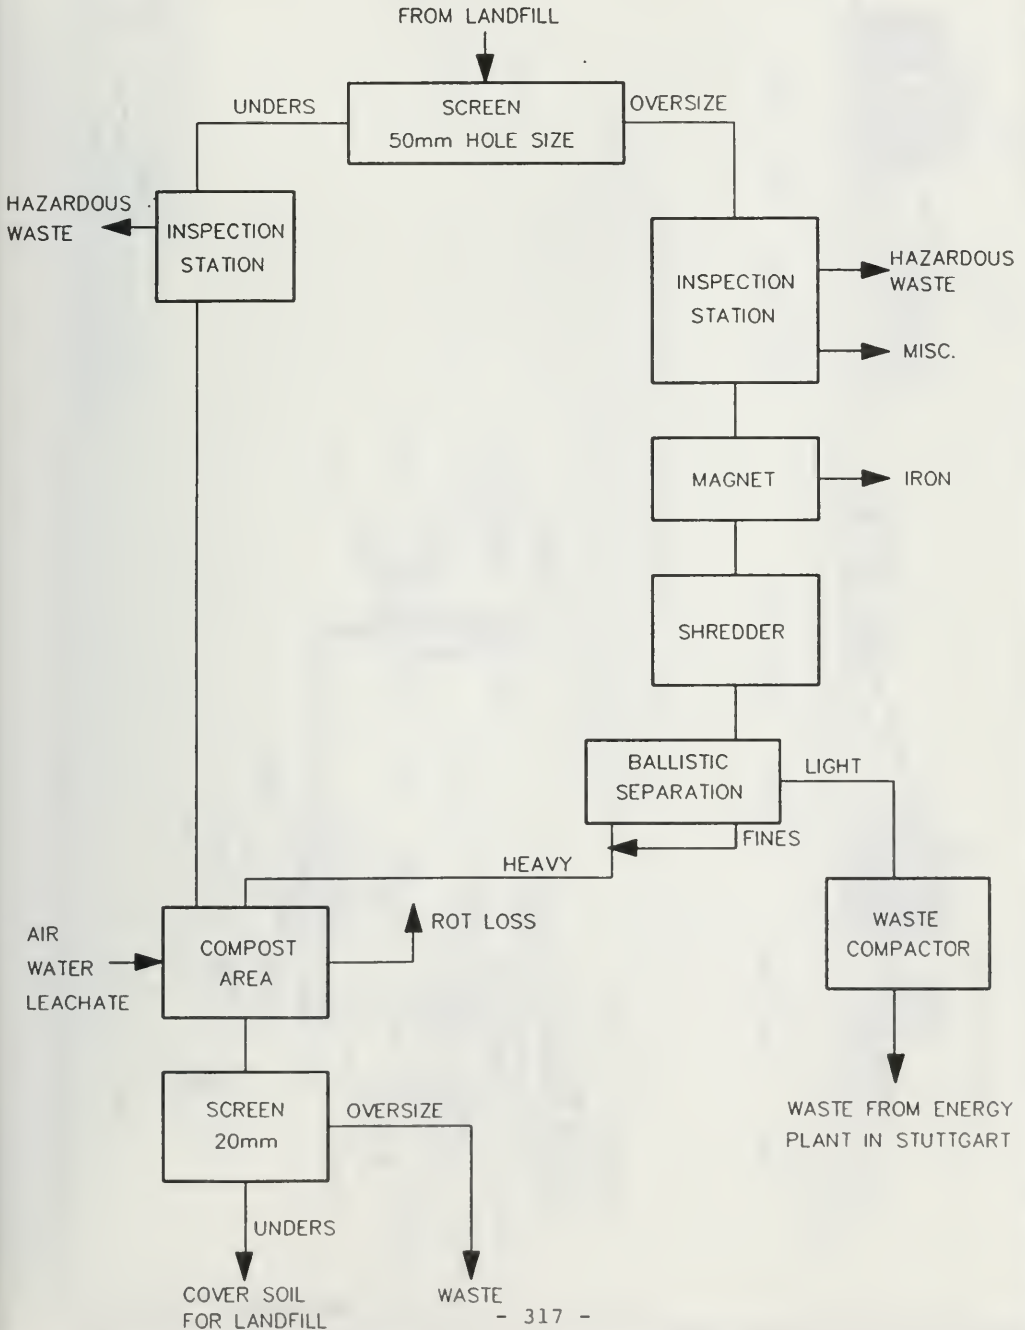 FROM LANDFILL
UNDERS
SCREEN
50mm HOLE SIZE
OVERSIZE
HAZARDOUS
WASTE
INSPECTION
STATION
INSPECTION
STATION
HAZARDOUS
WASTE
MISC.
MAGNET
IRON
SHREDDER
BALLISTIC
SEPARATION
LIGHT
FINES
HEAVY
ROT LOSS
AIR
WATER
LEACHATE
COMPOST
AREA
WASTE
COMPACTOR
SCREEN
20mm
OVERSIZE
WASTE FROM ENERGY
PLANT IN STUTTGART
UNDERS
COVER SOIL
FOR LANDFILL
WASTE
- 317 -